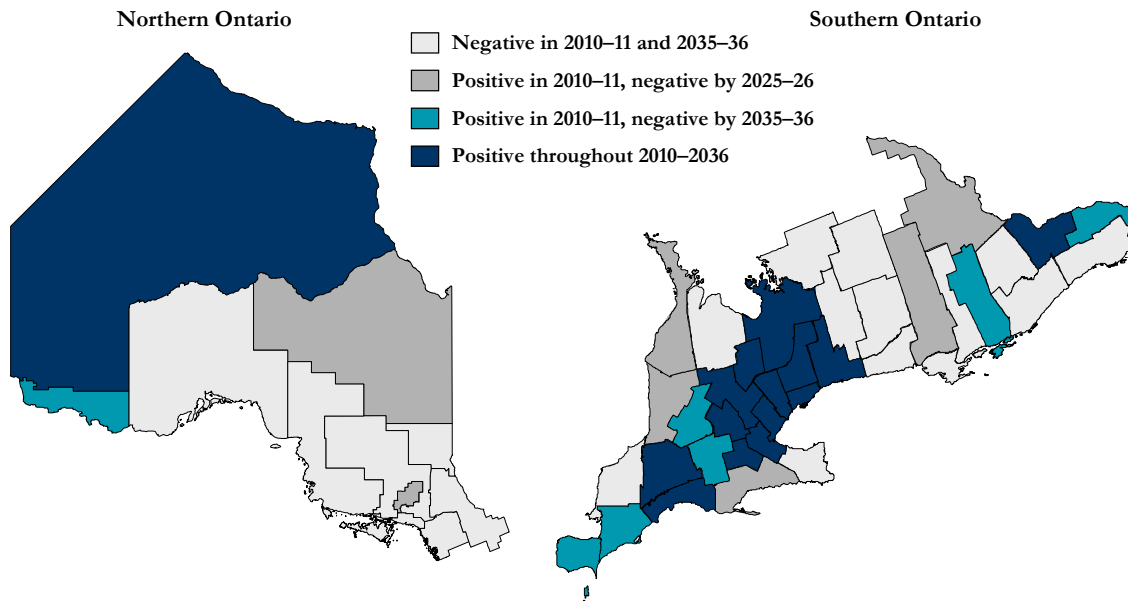 Northern Ontario
Southern Ontario
Negative in 2010–11 and 2035–36
Positive in 2010–11, negative by 2025–26
Positive in 2010–11, negative by 2035–36
Positive throughout 2010–2036